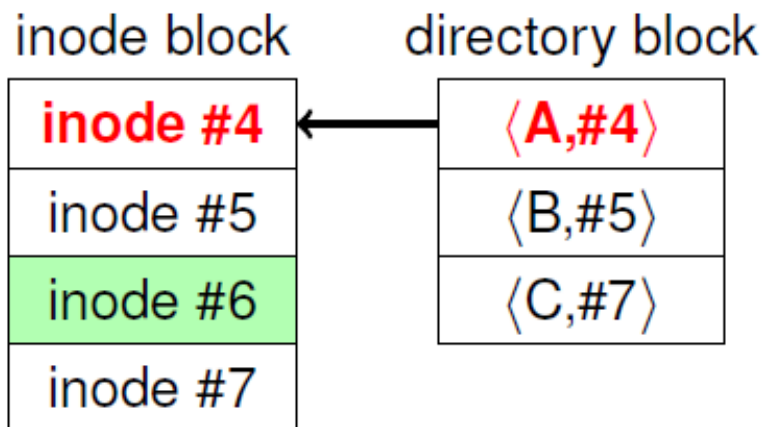 inode block
directory block
inode #4
⟨A,#4⟩
inode #5
⟨B,#5⟩
inode #6
⟨C,#7⟩
inode #7